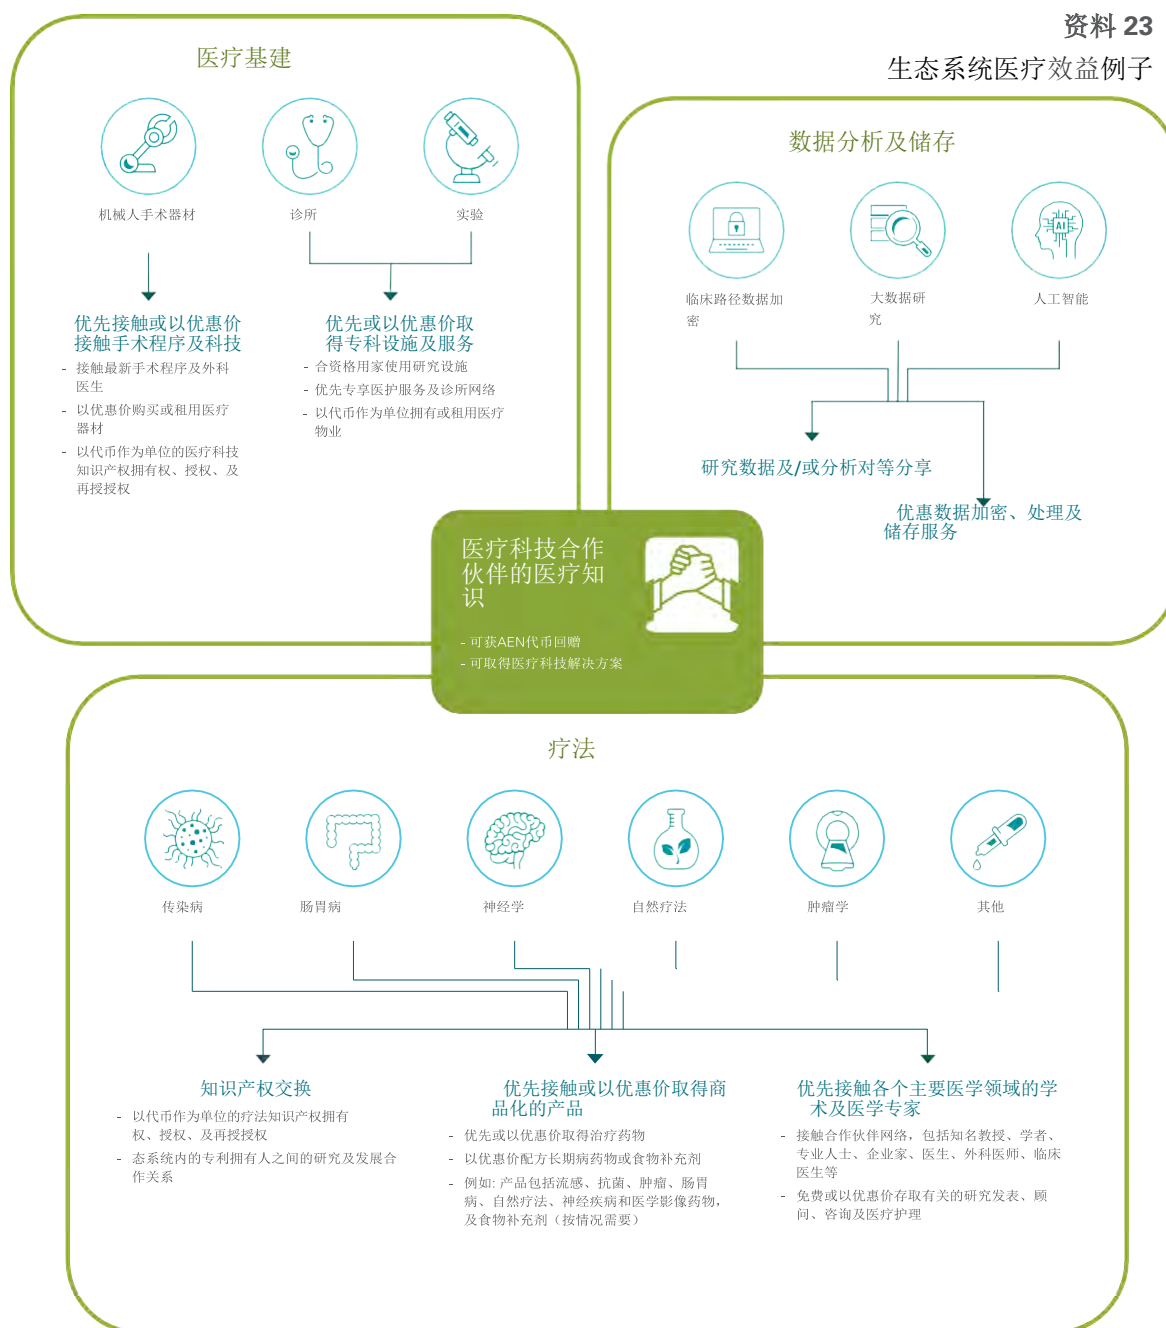 资料 23
生态系统医疗效益例子
医疗基建
机械人手术器材
诊所
实验
优先接触或以优惠价
接触手术程序及科技
- 接触最新手术程序及外科
医生
- 以优惠价购买或租用医疗
器材
- 以代币作为单位的医疗科技
知识产权拥有权、授权、及
再授授权
优先或以优惠价取
得专科设施及服务
- 合资格用家使用研究设施
- 优先专享医护服务及诊所网络
- 以代币作为单位拥有或租用医疗
物业
数据分析及储存
临床路径数据加
密
大数据研
究
AI
人工智能
研究数据及/或分析对等分享
优惠数据加密、处理及
储存服务
医疗科技合作
伙伴的医疗知
识
- 可获AEN代币回赠
- 可取得医疗科技解决方案
疗法
传染病
肠胃病
神经学
自然疗法
肿瘤学
其他
知识产权交换
- 以代币作为单位的疗法知识产权拥有
权、授权、及再授授权
- 态系统内的专利拥有人之间的研究及发展合
作关系
优先接触或以优惠价取得商
品化的产品
- 优先或以优惠价取得治疗药物
- 以优惠价配方长期病药物或食物补充剂
- 例如: 产品包括流感、抗菌、肿瘤、肠胃
病、自然疗法、神经疾病和医学影像药物，
及食物补充剂（按情况需要）
优先接触各个主要医学领域的学
术及医学专家
- 接触合作伙伴网络，包括知名教授、学者、
专业人士、企业家、医生、外科医师、临床
医生等
- 免费或以优惠价存取有关的研究发表、顾
问、咨询及医疗护理